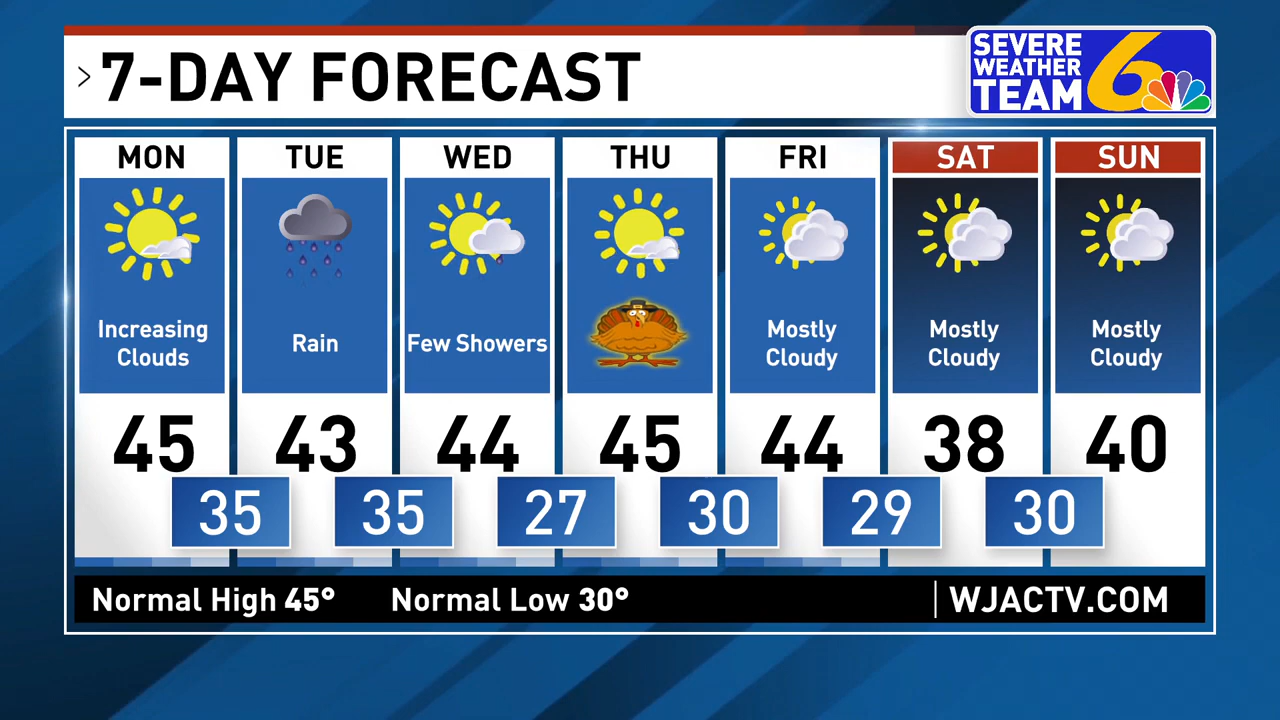 > 7-DAY FORECAST
SEVERE
WEATHER
TEAM 6
MON TUE WED THU FRI SAT SUN
Increasing
Clouds
Rain
Few Showers
Mostly
Cloudy
Mostly
Cloudy
Mostly
Cloudy
45 43 44 45 44 38 40
35 35 27 30 29 30
Normal High 45° Normal Low 30° | WJACTV.COM